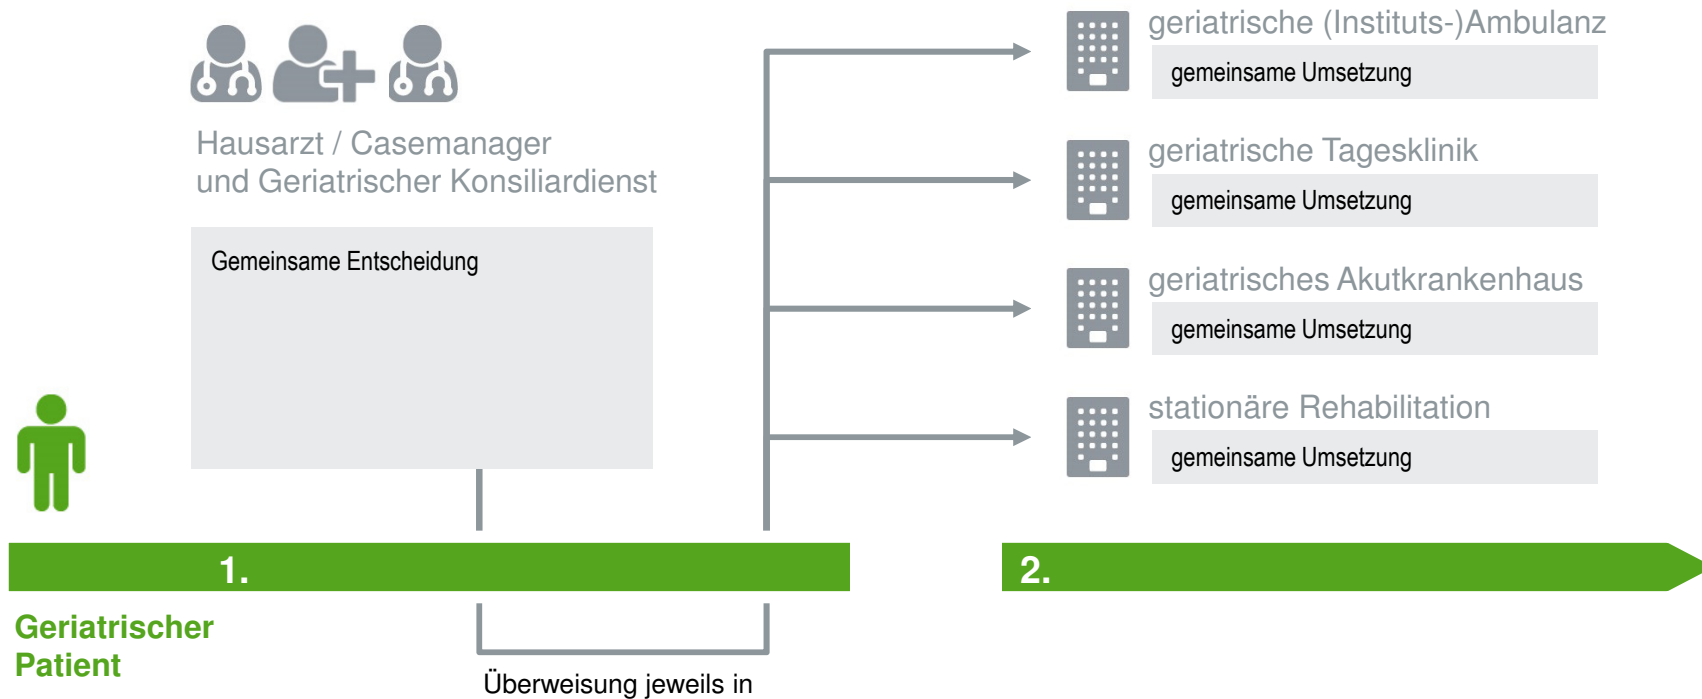 Hausarzt / Casemanager
und Geriatrischer Konsiliardienst
Gemeinsame Entscheidung
geriatrische (Instituts-)Ambulanz
gemeinsame Umsetzung
geriatrische Tagesklinik
gemeinsame Umsetzung
geriatrisches Akutkrankenhaus
gemeinsame Umsetzung
stationäre Rehabilitation
gemeinsame Umsetzung
1.
2.
Geriatrischer
Patient
Überweisung jeweils in